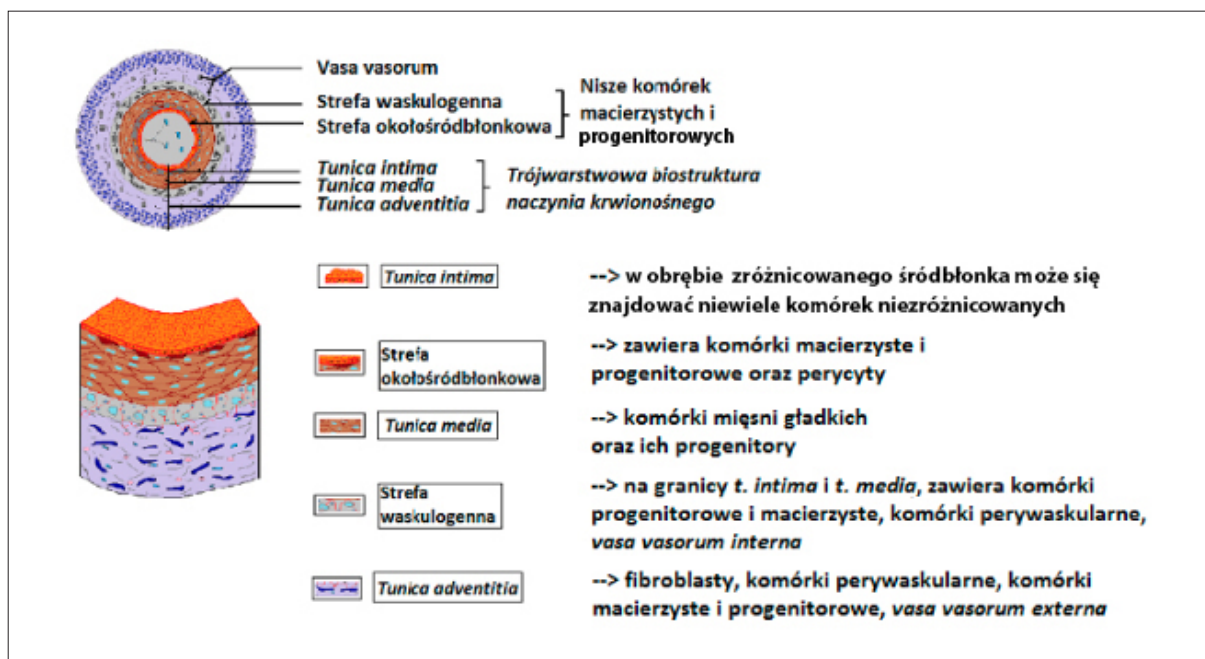 Vasa vasorum
Strefa waskulogenna
Strefa okołośródbłonkowa
Nisze komórek
macierzystych i
progenitorowych
Tunica intima
Tunica media
Tunica adventitia
Trójwarstwowa biostruktura
naczynia krwionośnego
Tunica intima
--> w obrębie zróżnicowanego śródbłonka może się
znajdować niewiele komórek niezróżnicowanych
Strefa
okołośródbłonkowa
--> zawiera komórki macierzyste i
progenitorowe oraz perycyty
Tunica media
--> komórki mięsni gładkich
oraz ich progenitory
Strefa
waskulogenna
--> na granicy t. intima i t. media, zawiera komórki
progenitorowe i macierzyste, komórki perywaskularne,
vasa vasorum interna
Tunica adventitia
--> fibroblasty, komórki perywaskularne, komórki
macierzyste i progenitorowe, vasa vasorum externa